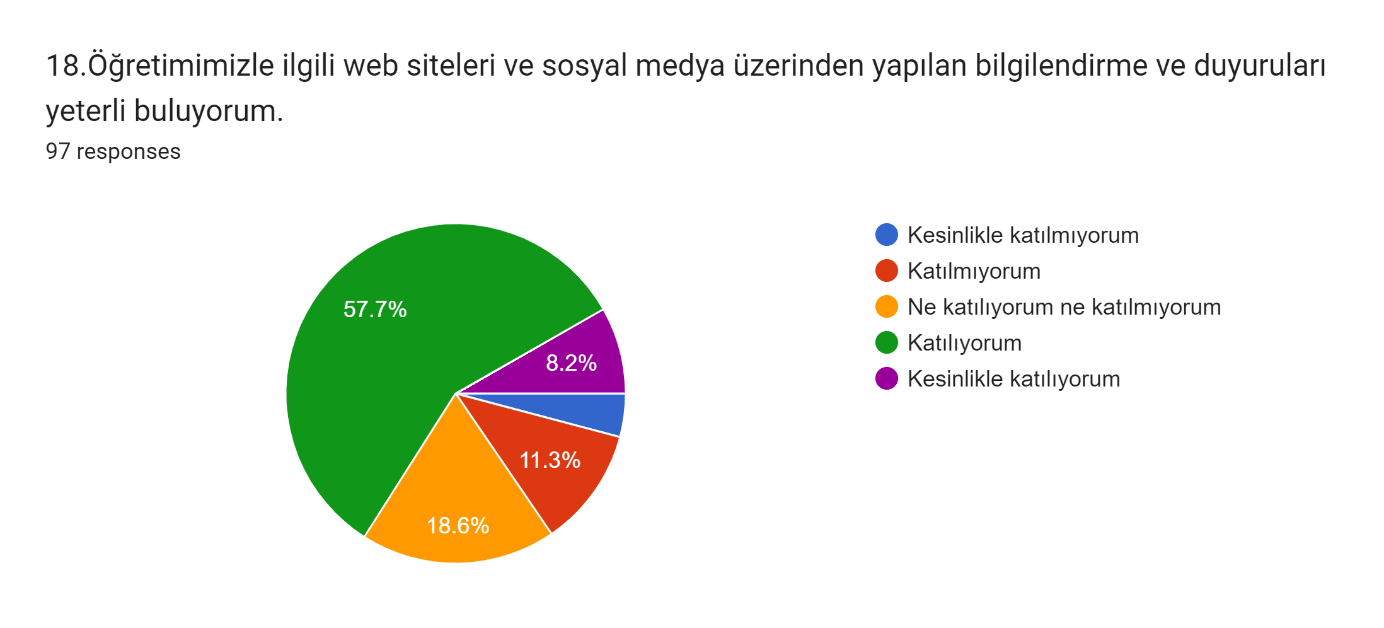 18.Öğretimimizle ilgili web siteleri ve sosyal medya üzerinden yapılan bilgilendirme ve duyuruları
yeterli buluyorum.
97 responses
Kesinlikle katılmıyorum
Katılmıyorum
Ne katılıyorum ne katılmıyorum
Katılıyorum
Kesinlikle katılıyorum
57.7%
8.2%
11.3%
18.6%